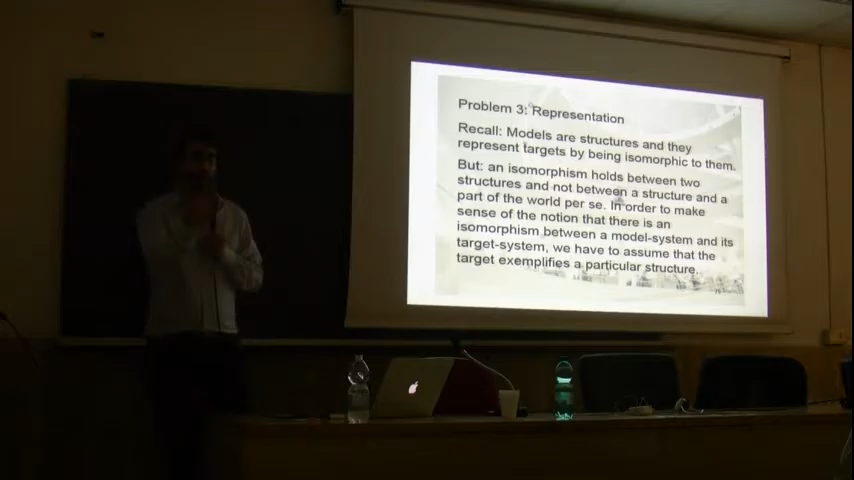 Problem 3: Representation
Recall: Models are structures and they
represent targets by being isomorphic to them.
But: an isomorphism holds between two
structures and not between a structure and a
part of the world per se. In order to make
sense of the notion that there is an
isomorphism between a model-system and its
target-system, we have to assume that the
target exemplifies a particular structure.